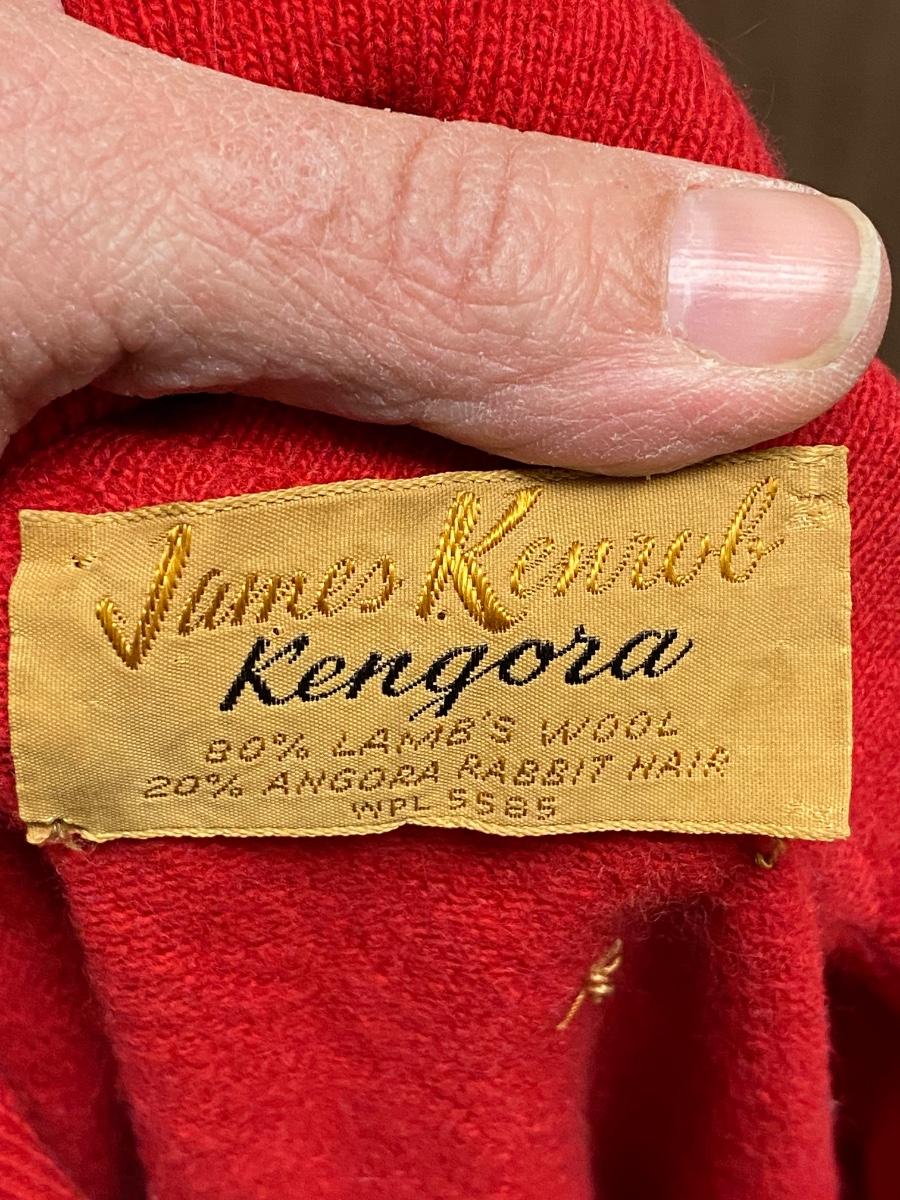 James Kenrob
Kengora
80% LAMB'S WOOL
20% ANGORA RABBIT HAIR
WPL 5585